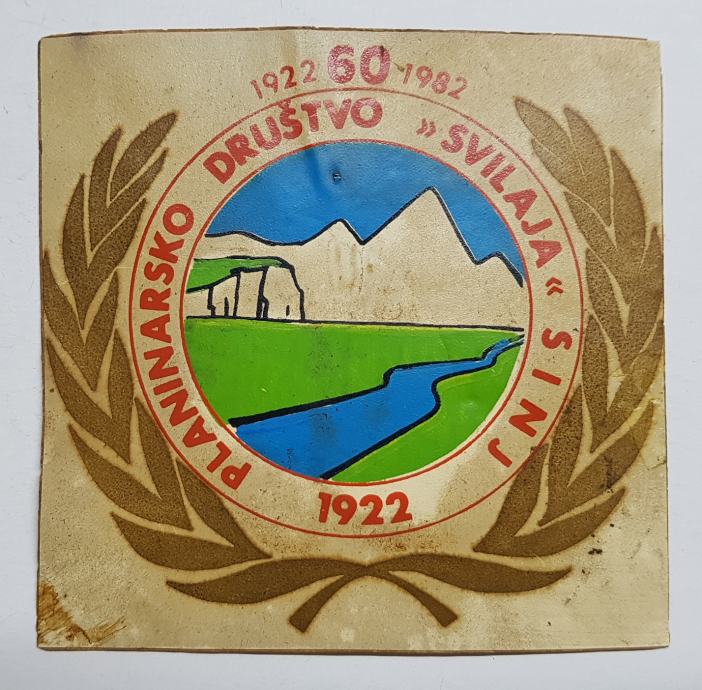 1922 60 1982
PLANINARSKO DRUŠTVO »SVILAJA« SINJ
1922